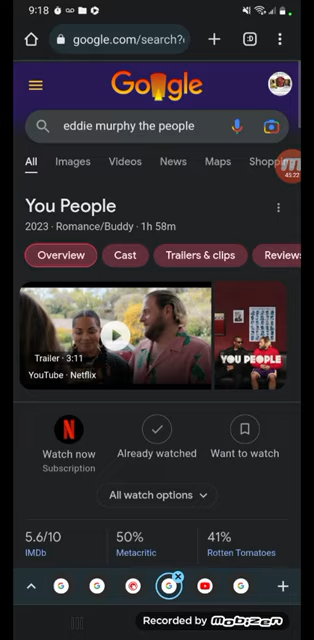 9:18
google.com/search?
:D
Google
eddie murphy the people
All Images Videos News Maps Shoppin
45:22
You People
2023 · Romance/Buddy · 1h 58m
Overview Cast Trailers & clips Reviews
Trailer · 3:11
YouTube · Netflix
YOU PEOPLE
Watch now
Subscription
Already watched
Want to watch
All watch options
5.6/10
IMDb
50%
Metacritic
41%
Rotten Tomatoes
Recorded by Mobizen